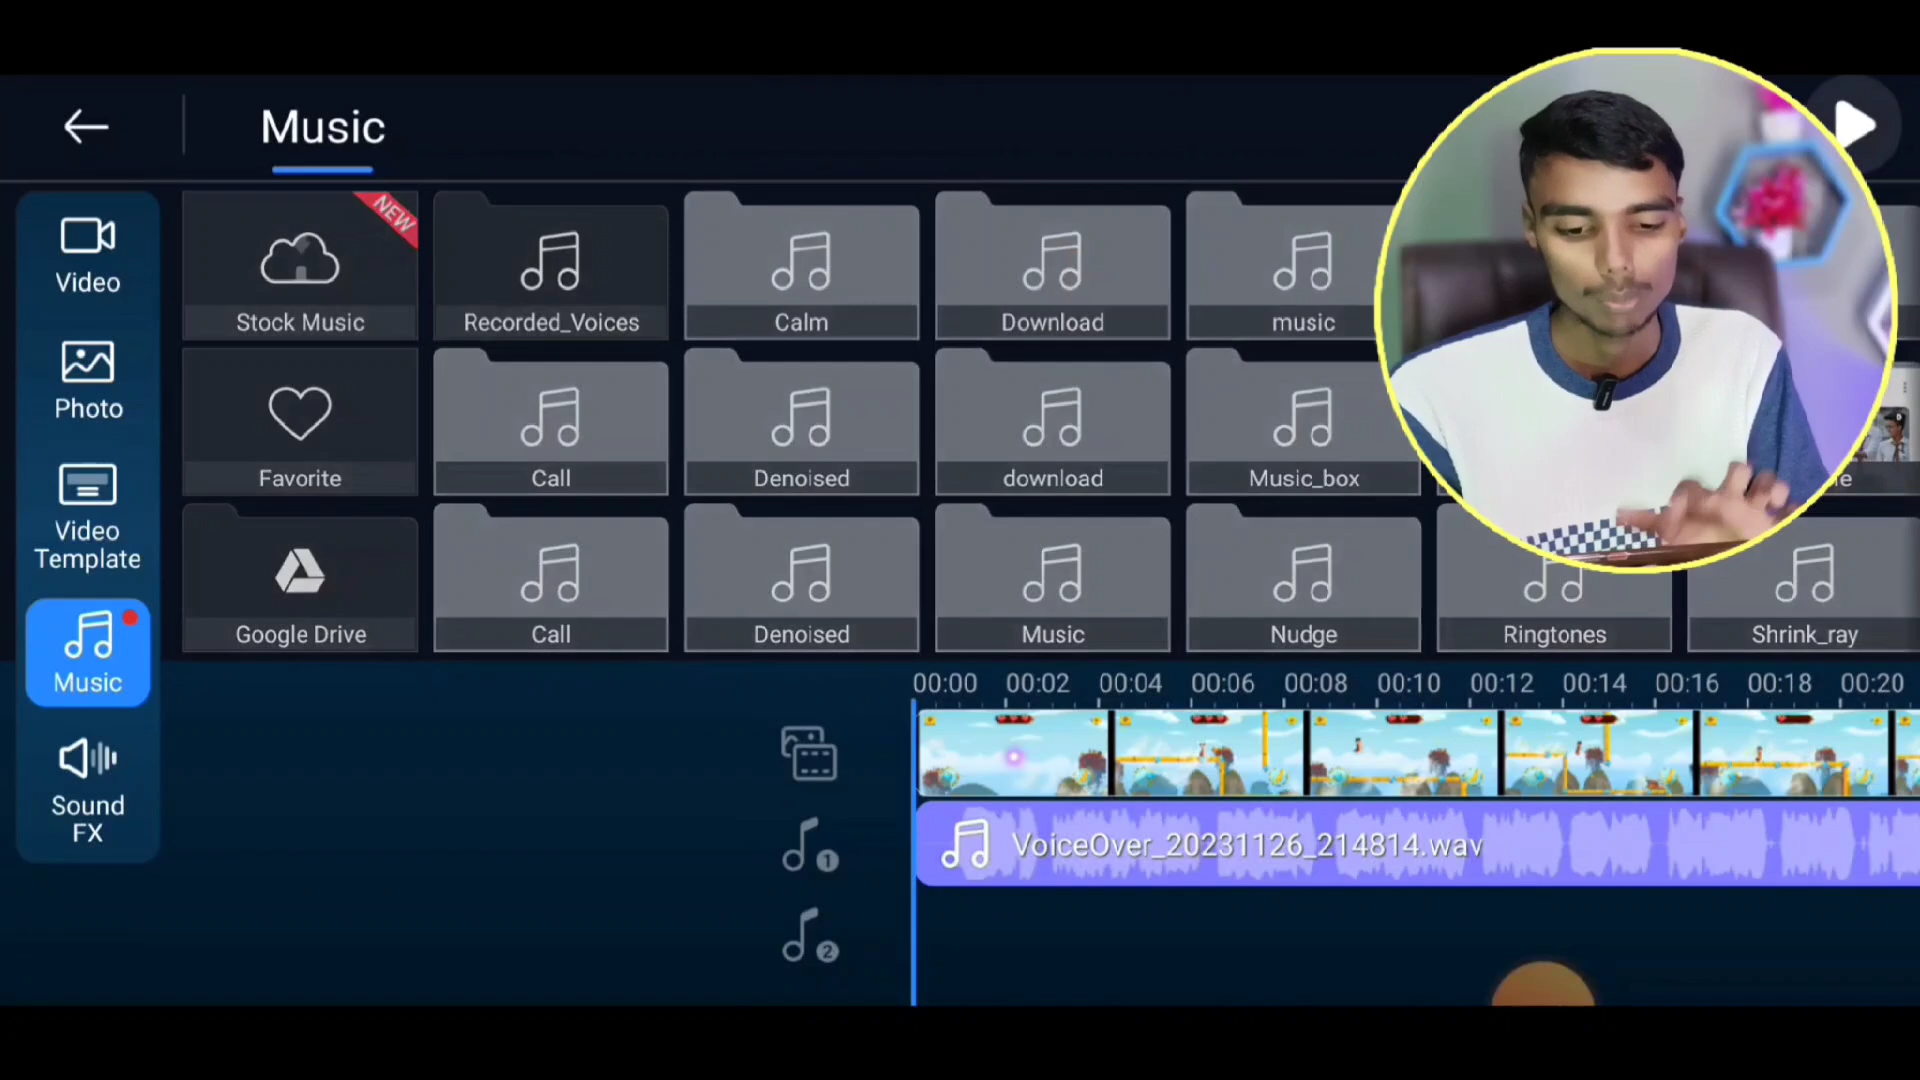 Music
Video
Photo
Video
Template
Music
Sound
FX
NEW
Stock Music
Recorded_Voices
Calm
Download
music
Favorite
Call
Denoised
download
Music_box
Google Drive
Call
Denoised
Music
Nudge
Ringtones
Shrink_ray
00:00 00:02 00:04 00:06 00:08 00:10 00:12 00:14 00:16 00:18 00:20
VoiceOver_20231126_214814.wav
1
2